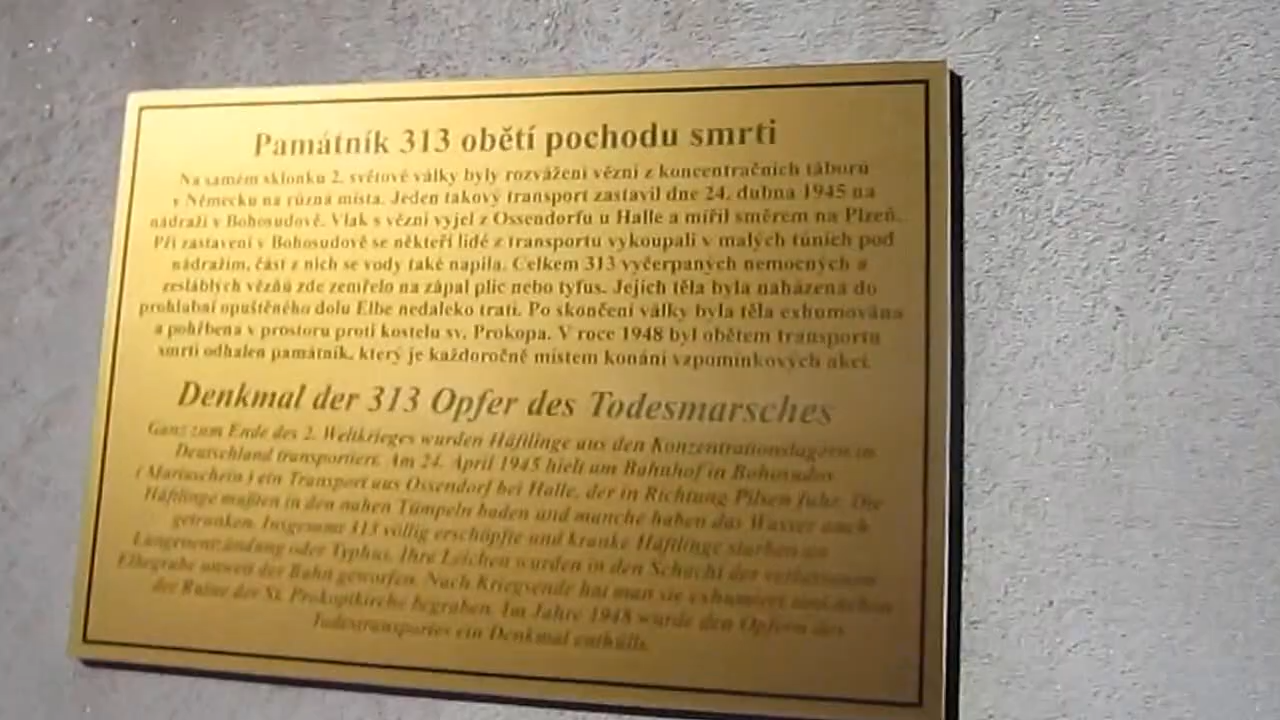 Památník 313 obětí pochodu smrti
Na samém sklonku 2. světové války byly rozváženi vězni z koncentračních táborů
v Německu na různá místa. Jeden takový transport zastavil dne 24. dubna 1945 na
nádraží v Bohosudově. Vlak s vězni vyjel z Ossendorfu u Halle a mířil směrem na Plzeň.
Při zastavení v Bohosudově se někteří lidé z transportu vykoupali v malých tůních pod
nádražím, část z nich se vody také napila. Celkem 313 vyčerpaných nemocných a
zesláblých vězňů zde zemřelo na zápal plic nebo tyfus. Jejich těla byla naházena do
prohlubní opuštěného dolu Elbe nedaleko trati. Po skončení války byla těla exhumována
a pohřbena v prostoru proti kostelu sv. Prokopa. V roce 1948 byl obětem transportu
smrti odhalen památník, který je každoročně místem konání vzpomínkových akcí.
Denkmal der 313 Opfer des Todesmarsches
Ganz zum Ende des 2. Weltkrieges wurden Häftlinge aus den Konzentrationslagern in
Deutschland transportiert. Am 24. April 1945 hielt am Bahnhof in Bohosudov
( Mariaschein ) ein Transport aus Ossendorf bei Halle, der in Richtung Pilsen fuhr. Die
Häftlinge mußten in den nahen Tümpeln baden und manche haben das Wasser auch
getrunken. Insgesamt 313 völlig erschöpfte und kranke Häftlinge starben an
Lungenentzündung oder Typhus. Ihre Leichen wurden in den Schacht der verlassenen
Elbegrube unweit der Bahn geworfen. Nach Kriegsende hat man sie exhumiert und
der Ruine der St. Prokopikirche begraben. Im Jahre 1948 wurde den Opfern des
Todestransportes ein Denkmal enthüllt.